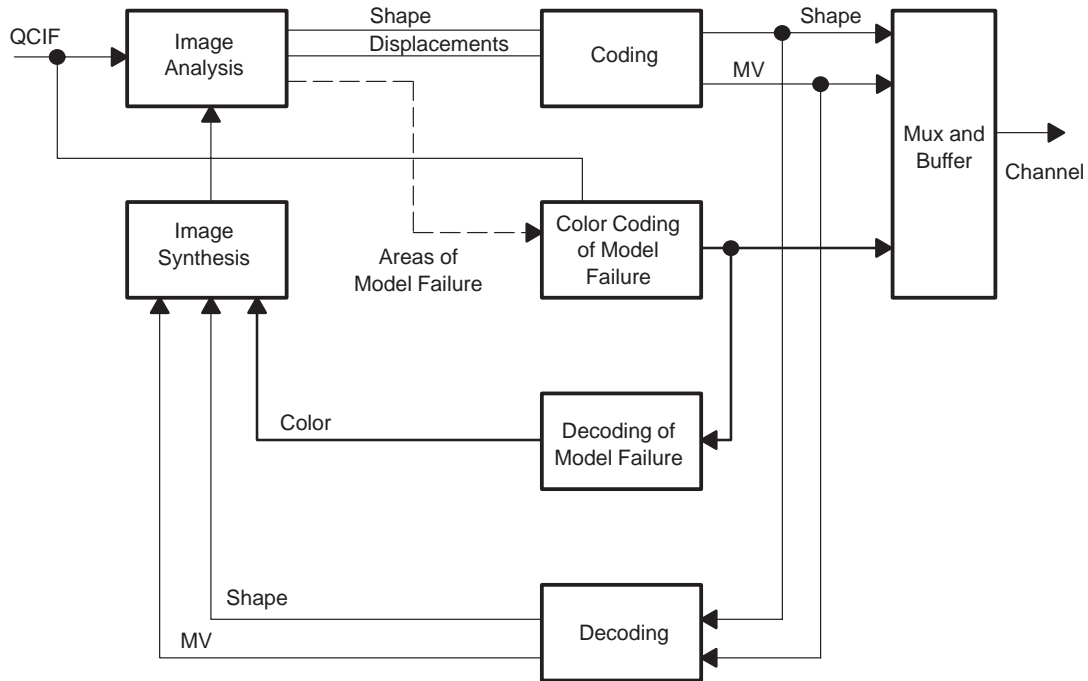 QCIF
Image
Analysis
Shape
Displacements
Coding
Shape
MV
Mux and
Buffer
Channel
Image
Synthesis
Areas of
Model Failure
Color Coding
of Model
Failure
Color
Decoding of
Model Failure
Shape
MV
Decoding